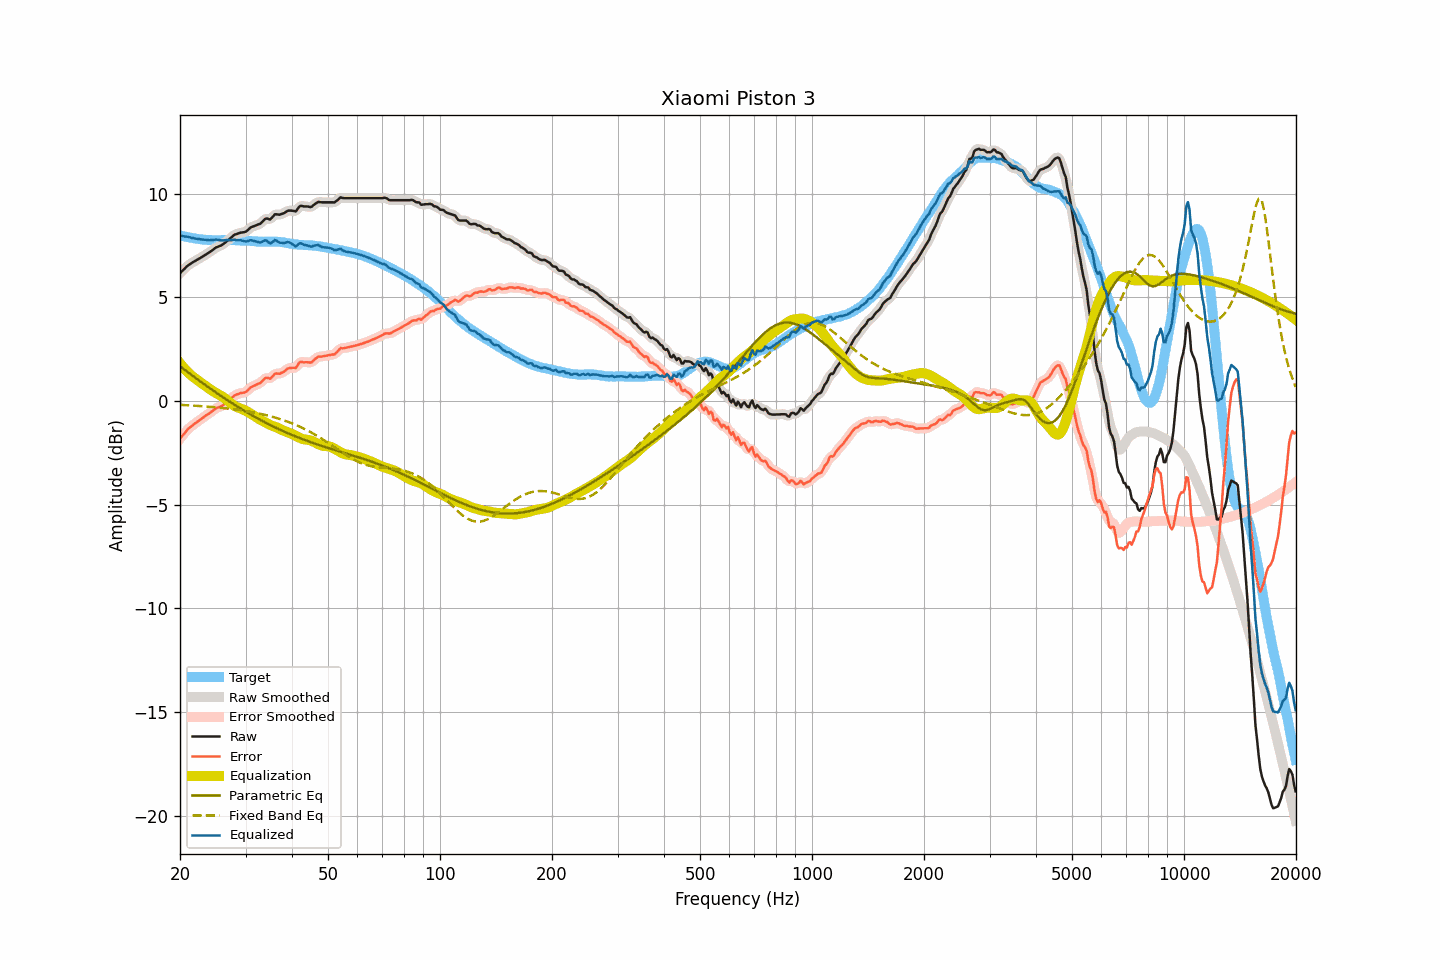 Xiaomi Piston 3
Amplitude (dBr)
10
5
0
−5
−10
−15
−20
Target
Raw Smoothed
Error Smoothed
Raw
Error
Equalization
Parametric Eq
Fixed Band Eq
Equalized
20 50 100 200 500 1000 2000 5000 10000 20000
Frequency (Hz)